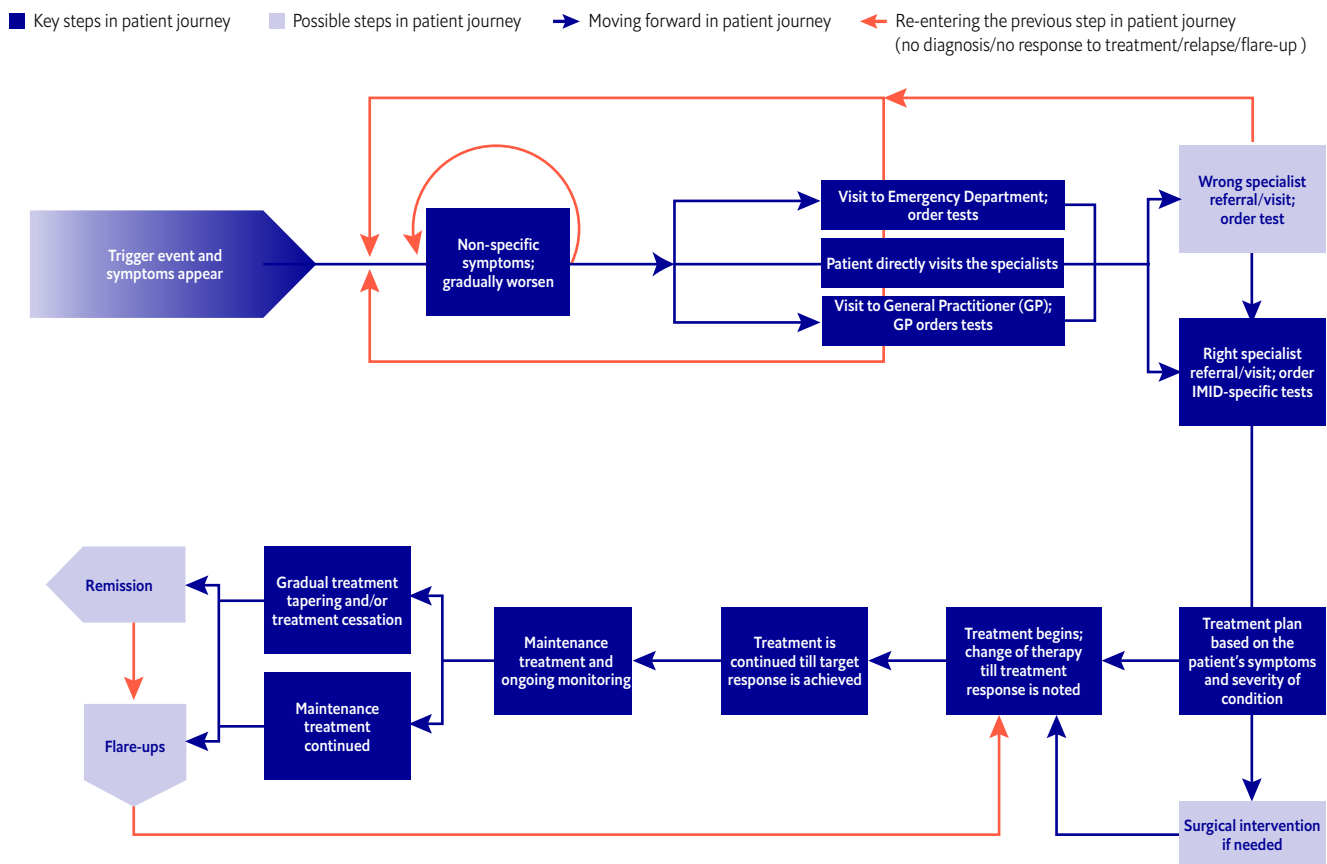 Key steps in patient journey
Possible steps in patient journey
Moving forward in patient journey
Re-entering the previous step in patient journey
(no diagnosis/no response to treatment/relapse/flare-up )
Trigger event and
symptoms appear
Non-specific
symptoms;
gradually worsen
Visit to Emergency Department;
order tests
Patient directly visits the specialists
Visit to General Practitioner (GP);
GP orders tests
Wrong specialist
referral/visit;
order test
Right specialist
referral/visit; order
IMID-specific tests
Treatment plan
based on the
patient's symptoms
and severity of
condition
Surgical intervention
if needed
Treatment begins;
change of therapy
till treatment
response is noted
Treatment is
continued till target
response is achieved
Maintenance
treatment and
ongoing monitoring
Gradual treatment
tapering and/or
treatment cessation
Maintenance
treatment
continued
Remission
Flare-ups